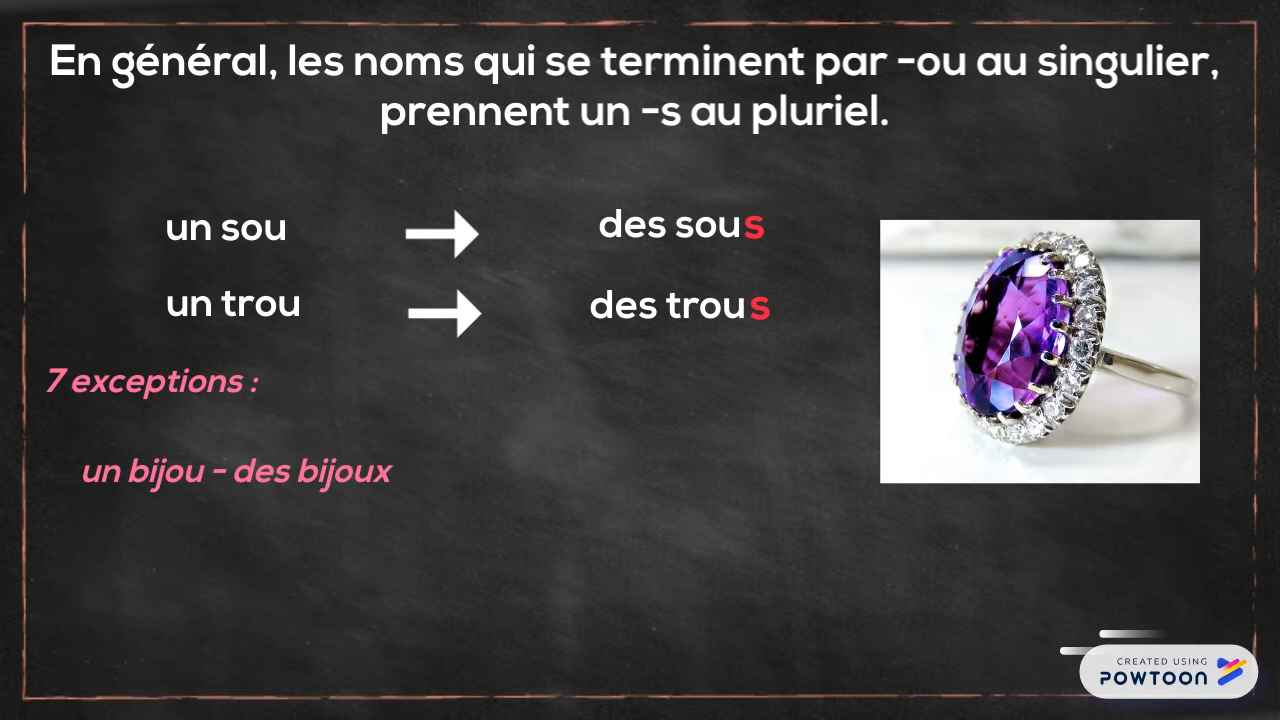 En général, les noms qui se terminent par -ou au singulier,
prennent un -s au pluriel.
un sou
des sous
un trou
des trous
7 exceptions :
un bijou - des bijoux
CREATED USING
POWTOON